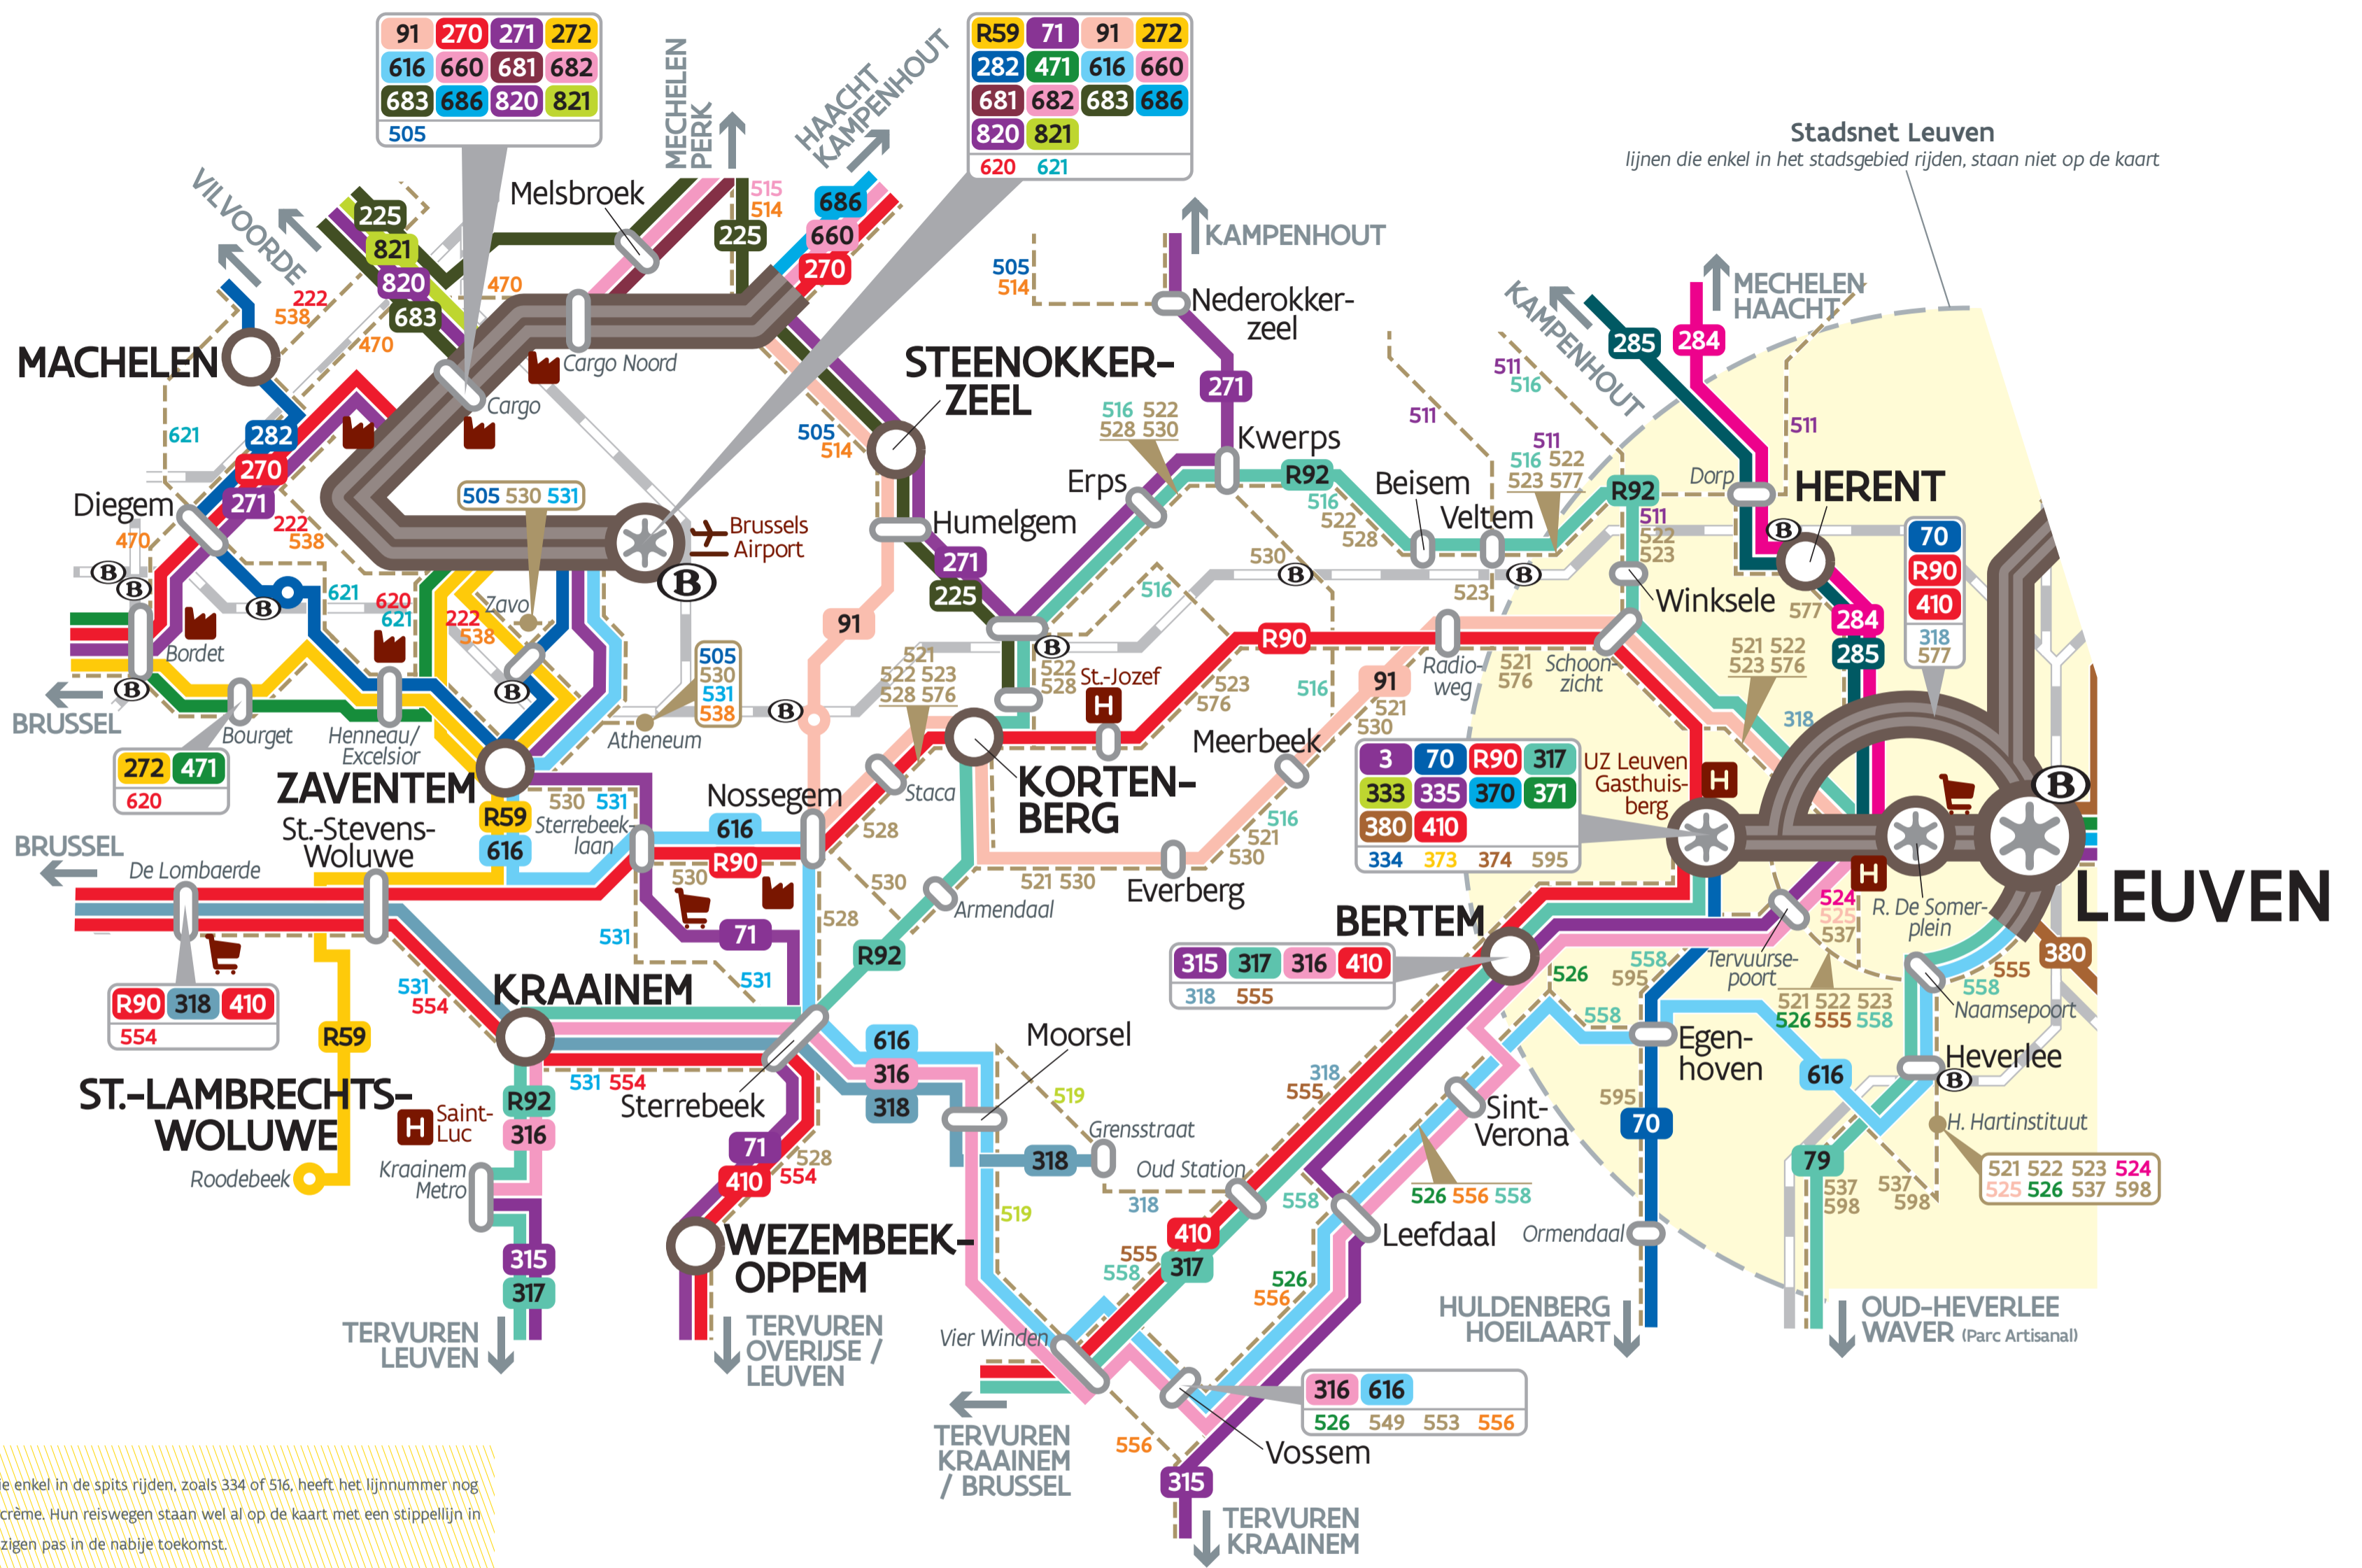 91 270 271 272
616 660 681 682
683 686 820 821
505
R59 71 91 272
282 471 616 660
681 682 683 686
820 821
620 621
MECHELEN
PERK
HAACHT
KAMPENHOUT
VILVOORDE
Melsbroek
515
514
225
686
660
270
225
821
820
683
222
538
470
470
Stadsnet Leuven
lijnen die enkel in het stadsgebied rijden, staan niet op de kaart
KAMPENHOUT
505
514
Nederokker-
zeel
KAMPENHOUT
MECHELEN
HAACHT
285
284
511
516
511
511
MACHELEN
Cargo Noord
Cargo
STEENOKKER-
ZEEL
271
621
282
270
271
505
514
516 522
528 530
Kwerps
Erps
R92
Beisem
Veltem
511
516 522
523 577
R92
Dorp
HERENT
Diegem
222
538
470
505 530 531
Brussels
Airport
B
Humelgem
271
225
516
522
528
511
522
523
B
70
R90
410
318
577
B
B
B
621
620
621
222
538
Zavo
530
B
B
516
523
Winksele
577
284
285
Bordet
91
R90
B
B
BRUSSEL
Bourget
Henneau/
Excelsior
B
505
530
531
538
Atheneum
B
521
522 523
528 576
522
528
St.-Jozef
H
523
576
516
91
521
530
Radio-
weg
521
576
Schoon-
zicht
521 522
523 576
318
272 471
620
ZAVENTEM
R59
616
530 531
Sterrebeek-
laan
Nossegem
616
R90
Staca
528
KORTEN-
BERG
Meerbeek
516
521
530
3 70 R90 317
333 335 370 371
380 410
334 373 374 595
UZ Leuven
Gasthuis-
berg
H
B
BRUSSEL
St.-Stevens-
Woluwe
De Lombaerde
530
530
528
521 530
Everberg
Armendaal
H
LEUVEN
R. De Somer-
plein
524
525
537
Tervuurse-
poort
BERTEM
315 317 316 410
318 555
531
71
531
R92
526
558
595
558
521 522 523
526 555 558
380
555
558
Naamsepoort
R90 318 410
554
531
554
KRAAINEM
R59
531 554
616
316
318
Moorsel
519
Grensstraat
318
Oud Station
318
318
555
Egen-
hoven
616
Heverlee
B
ST.-LAMBRECHTS-
WOLUWE
H
Saint-
Luc
R92
316
Sterrebeek
Roodebeek
Kraainem
Metro
71
410
528
554
519
Sint-
Verona
595
70
H. Hartinstituut
521 522 523 524
525 526 537 598
79
537
598
537
598
526 556 558
558
315
317
WEZEMBEEK-
OPPEM
410
317
555
558
Leefdaal
Ormendaal
526
556
TERVUREN
LEUVEN
TERVUREN
OVERIJSE /
LEUVEN
Vier Winden
HULDENBERG
HOEILAART
OUD-HEVERLEE
WAVER (Parc Artisanal)
316 616
526 549 553 556
TERVUREN
KRAAINEM
/ BRUSSEL
556
Vossem
315
TERVUREN
KRAAINEM
ie enkel in de spits rijden, zoals 334 of 516, heeft het lijnnummer nog
crème. Hun reiswegen staan wel al op de kaart met een stippellijn in
zigen pas in de nabije toekomst.